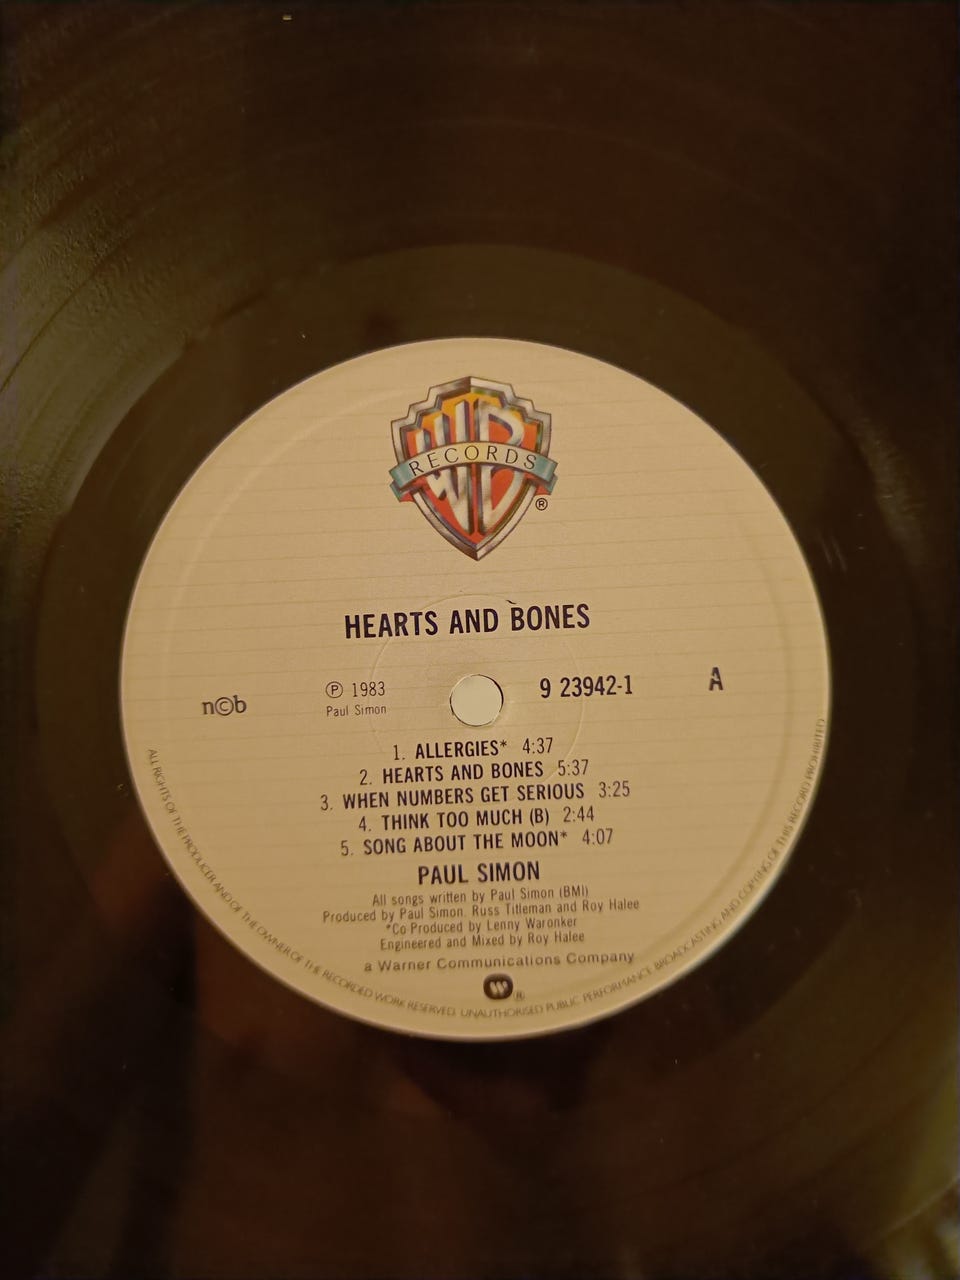 WB
RECORDS
®
HEARTS AND BONES
n©b
℗ 1983
Paul Simon
9 23942-1
A
1. ALLERGIES* 4:37
2. HEARTS AND BONES 5:37
3. WHEN NUMBERS GET SERIOUS 3:25
4. THINK TOO MUCH (B) 2:44
5. SONG ABOUT THE MOON* 4:07
PAUL SIMON
All songs written by Paul Simon (BMI)
Produced by Paul Simon, Russ Titleman and Roy Halee
*Co Produced by Lenny Waronker
Engineered and Mixed by Roy Halee
a Warner Communications Company
®
ALL RIGHTS OF THE PRODUCER AND OF THE OWNER OF THE RECORDED WORK RESERVED. UNAUTHORISED PUBLIC PERFORMANCE BROADCASTING AND COPYING OF THIS RECORD PROHIBITED